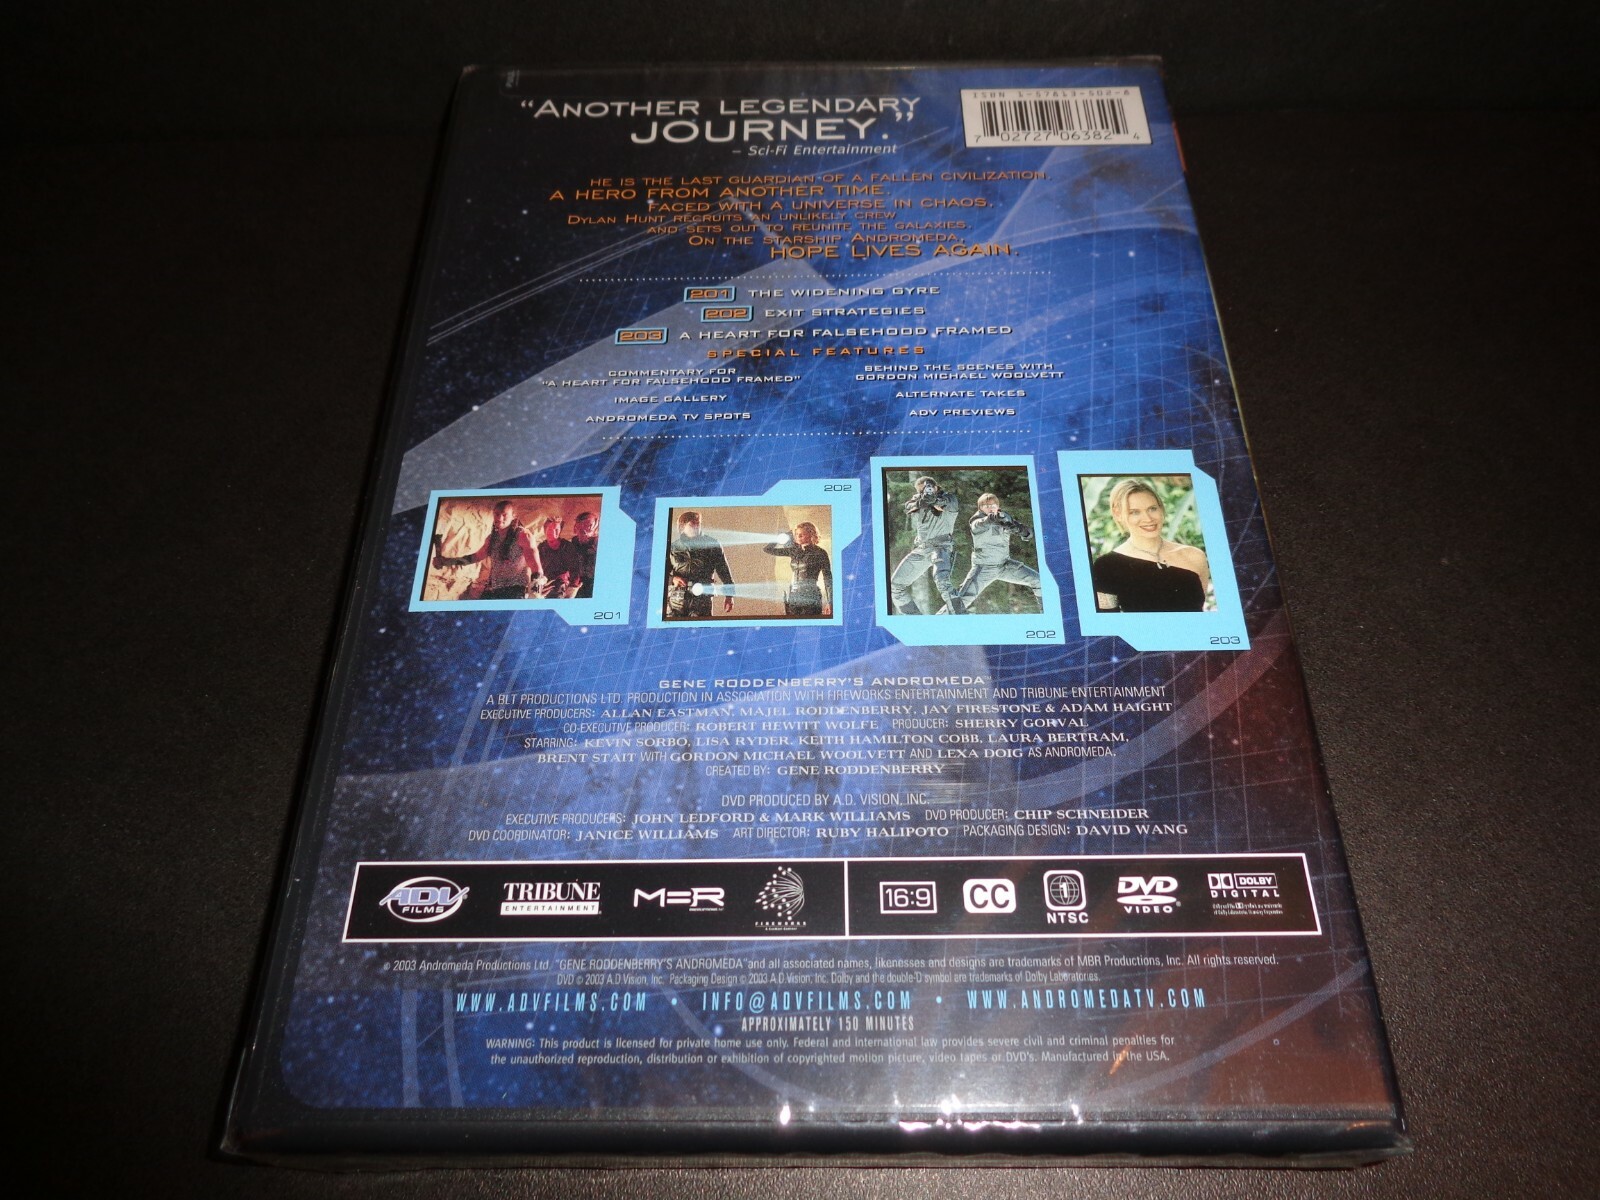 "ANOTHER LEGENDARY
JOURNEY."
– Sci-Fi Entertainment
ISBN 1-57813-502-8
7 02727 06382 4
HE IS THE LAST GUARDIAN OF A FALLEN CIVILIZATION.
A HERO FROM ANOTHER TIME.
FACED WITH A UNIVERSE IN CHAOS,
DYLAN HUNT RECRUITS AN UNLIKELY CREW
AND SETS OUT TO REUNITE THE GALAXIES.
ON THE STARSHIP ANDROMEDA,
HOPE LIVES AGAIN.
201 THE WIDENING GYRE
202 EXIT STRATEGIES
203 A HEART FOR FALSEHOOD FRAMED
SPECIAL FEATURES
COMMENTARY FOR
"A HEART FOR FALSEHOOD FRAMED"
IMAGE GALLERY
ANDROMEDA TV SPOTS
BEHIND THE SCENES WITH
GORDON MICHAEL WOOLVETT
ALTERNATE TAKES
ADV PREVIEWS
201
202
202
203
GENE RODDENBERRY'S ANDROMEDA™
A BLT PRODUCTIONS LTD. PRODUCTION IN ASSOCIATION WITH FIREWORKS ENTERTAINMENT AND TRIBUNE ENTERTAINMENT
EXECUTIVE PRODUCERS: ALLAN EASTMAN, MAJEL RODDENBERRY, JAY FIRESTONE & ADAM HAIGHT
CO-EXECUTIVE PRODUCER: ROBERT HEWITT WOLFE PRODUCER: SHERRY GORVAL
STARRING: KEVIN SORBO, LISA RYDER, KEITH HAMILTON COBB, LAURA BERTRAM,
BRENT STAIT WITH GORDON MICHAEL WOOLVETT AND LEXA DOIG AS ANDROMEDA.
CREATED BY: GENE RODDENBERRY
DVD PRODUCED BY A.D. VISION, INC.
EXECUTIVE PRODUCERS: JOHN LEDFORD & MARK WILLIAMS DVD PRODUCER: CHIP SCHNEIDER
DVD COORDINATOR: JANICE WILLIAMS ART DIRECTOR: RUBY HALIPOTO PACKAGING DESIGN: DAVID WANG
ADV
FILMS
TRIBUNE
ENTERTAINMENT
MBR
FIREWORKS
16:9
CC
1
NTSC
DVD
VIDEO
DOLBY
DIGITAL
© 2003 Andromeda Productions Ltd. "GENE RODDENBERRY'S ANDROMEDA" and all associated names, likenesses and designs are trademarks of MBR Productions, Inc. All rights reserved.
DVD © 2003 A.D.Vision, Inc. Packaging Design © 2003 A.D.Vision, Inc. Dolby and the double-D symbol are trademarks of Dolby Laboratories.
WWW.ADVFILMS.COM • INFO@ADVFILMS.COM • WWW.ANDROMEDATV.COM
APPROXIMATELY 150 MINUTES
WARNING: This product is licensed for private home use only. Federal and international law provides severe civil and criminal penalties for
the unauthorized reproduction, distribution or exhibition of copyrighted motion picture, video tapes or DVD's. Manufactured in the USA.